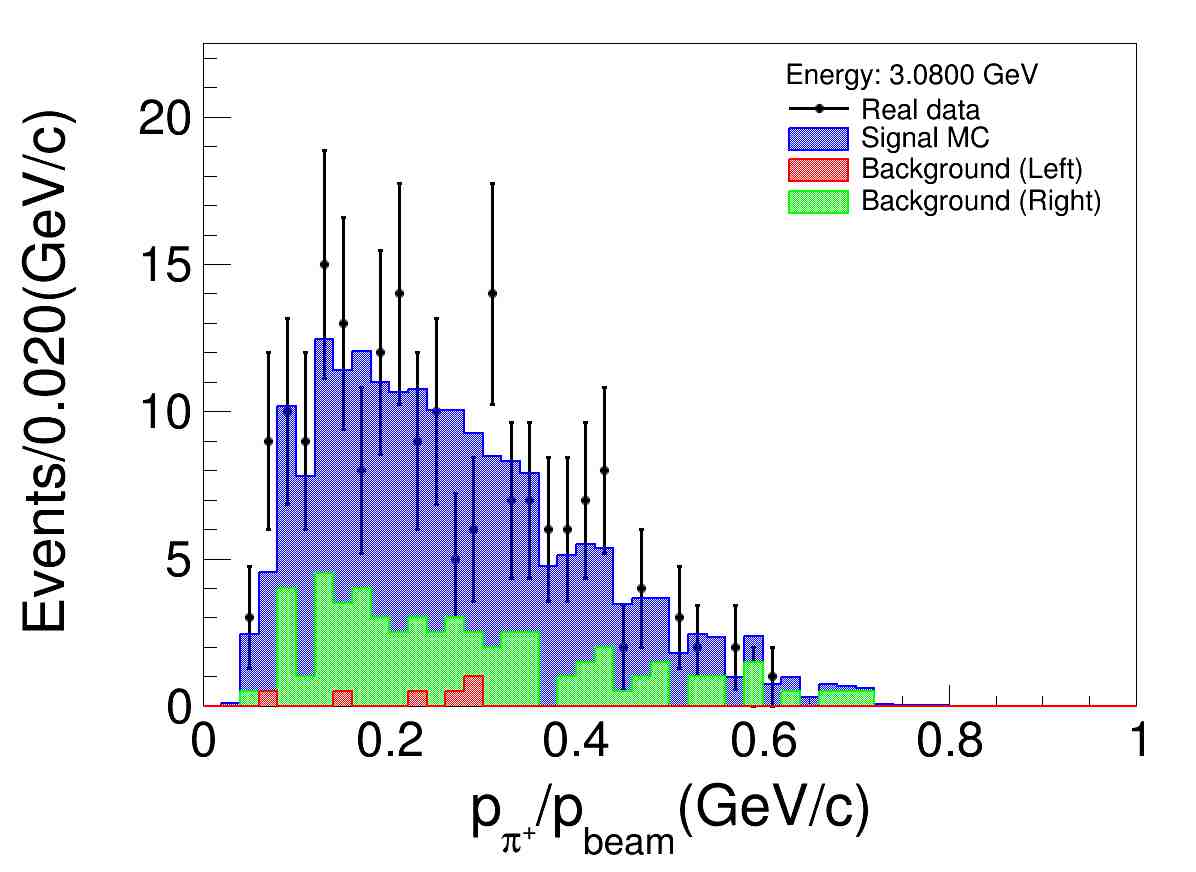 Energy: 3.0800 GeV
Real data
Signal MC
Background (Left)
Background (Right)
Events/0.020(GeV/c)
20
15
10
5
0
0 0.2 0.4 0.6 0.8 1
pπ+/pbeam(GeV/c)